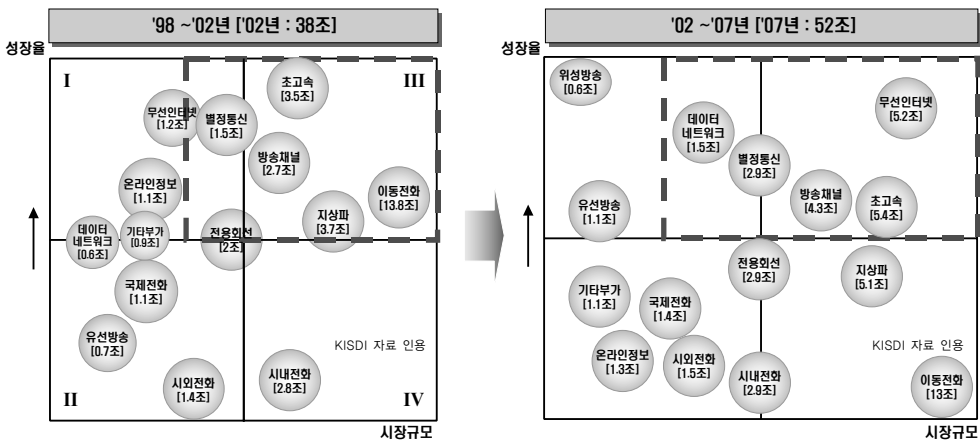 '98 ~'02년 ['02년 : 38조]
성장율
I
III
초고속
[3.5조]
무선인터넷
[1.2조]
별정통신
[1.5조]
방송채널
[2.7조]
온라인정보
[1.1조]
이동전화
[13.8조]
지상파
[3.7조]
데이터
네트워크
[0.6조]
기타부가
[0.9조]
전용회선
[2조]
국제전화
[1.1조]
유선방송
[0.7조]
KISDI 자료 인용
시외전화
[1.4조]
시내전화
[2.8조]
II
IV
시장규모
'02 ~'07년 ['07년 : 52조]
성장율
위성방송
[0.6조]
무선인터넷
[5.2조]
데이터
네트워크
[1.5조]
별정통신
[2.9조]
방송채널
[4.3조]
초고속
[5.4조]
유선방송
[1.1조]
전용회선
[2.9조]
지상파
[5.1조]
기타부가
[1.1조]
국제전화
[1.4조]
KISDI 자료 인용
온라인정보
[1.3조]
시외전화
[1.5조]
시내전화
[2.9조]
이동전화
[13조]
시장규모